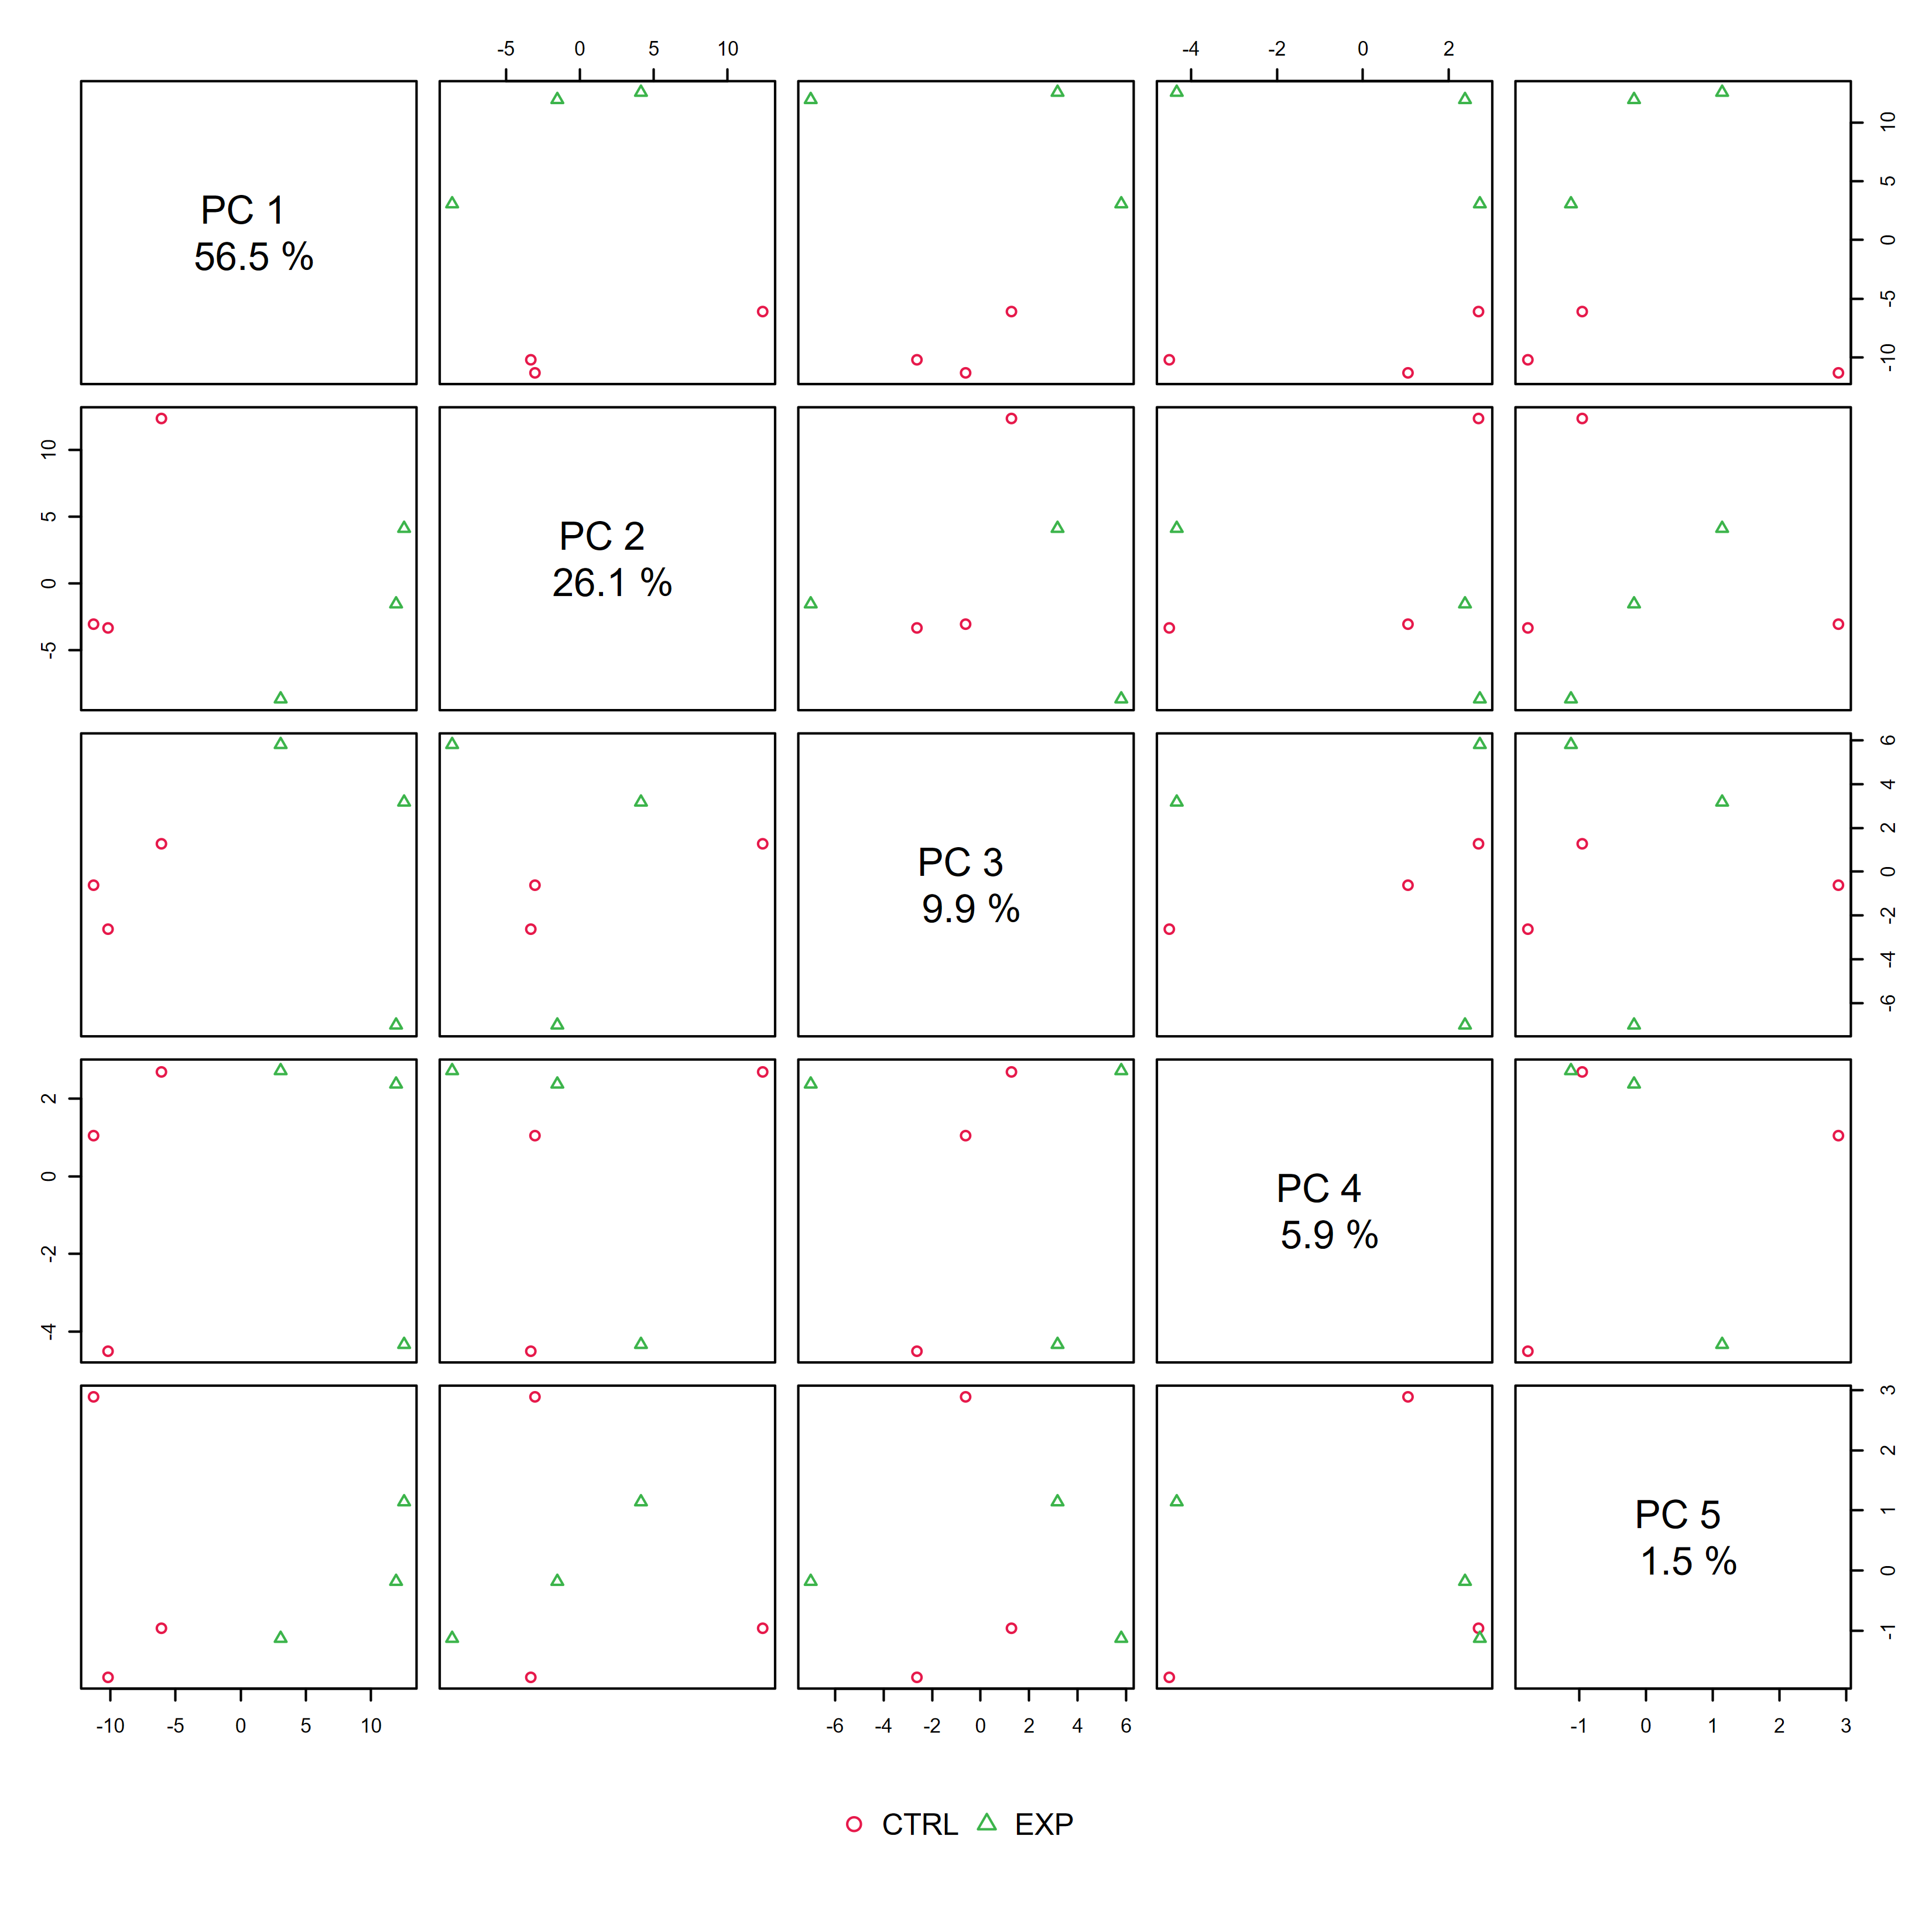 -5 0 5 10
-4 -2 0 2
PC 1
56.5 %
-10 -5 0 5 10
-5 0 5 10
PC 2
26.1 %
PC 3
9.9 %
-6 -4 -2 0 2 4 6
-4 -2 0 2
PC 4
5.9 %
PC 5
1.5 %
-1 0 1 2 3
-10 -5 0 5 10
-6 -4 -2 0 2 4 6
-1 0 1 2 3
CTRL EXP